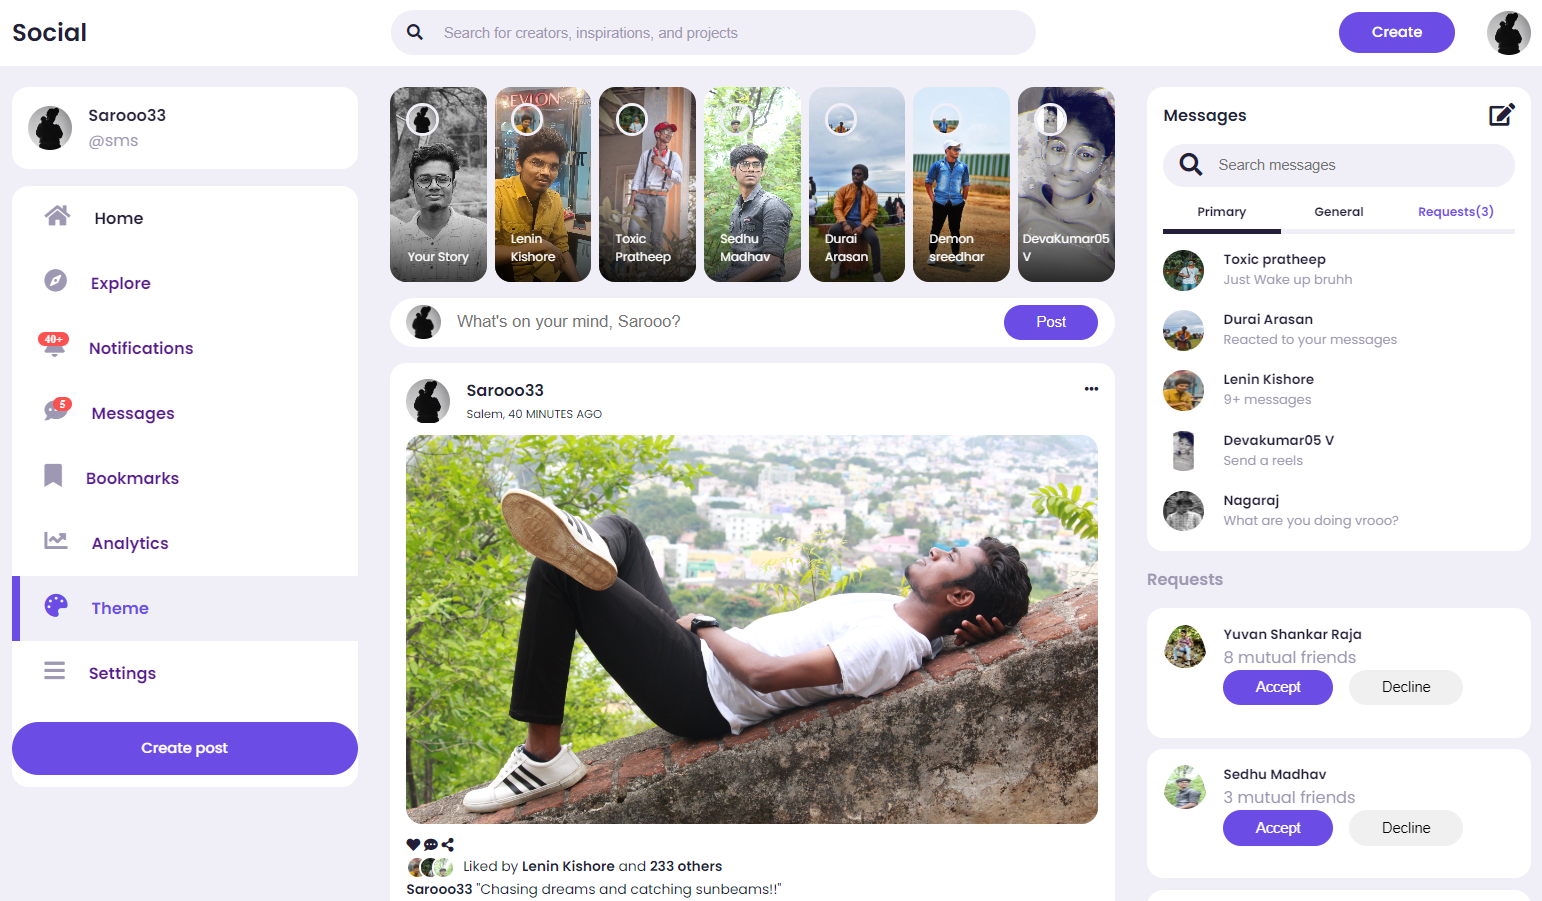 Social
Search for creators, inspirations, and projects
Create
Sarooo33
@sms
Home
Explore
40+
Notifications
5
Messages
Bookmarks
Analytics
Theme
Settings
Create post
REVLON
Your Story
Lenin
Kishore
Toxic
Pratheep
Sedhu
Madhav
Durai
Arasan
Demon
sreedhar
DevaKumar05
V
What's on your mind, Sarooo?
Post
Sarooo33
Salem, 40 MINUTES AGO
Liked by Lenin Kishore and 233 others
Sarooo33 "Chasing dreams and catching sunbeams!!"
Messages
Search messages
Primary
General
Requests(3)
Toxic pratheep
Just Wake up bruhh
Durai Arasan
Reacted to your messages
Lenin Kishore
9+ messages
Devakumar05 V
Send a reels
Nagaraj
What are you doing vrooo?
Requests
Yuvan Shankar Raja
8 mutual friends
Accept
Decline
Sedhu Madhav
3 mutual friends
Accept
Decline